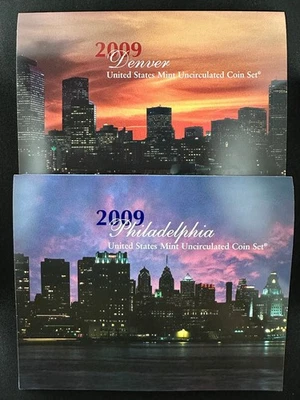 2009
Denver
United States Mint Uncirculated Coin Set®
2009
Philadelphia
United States Mint Uncirculated Coin Set®